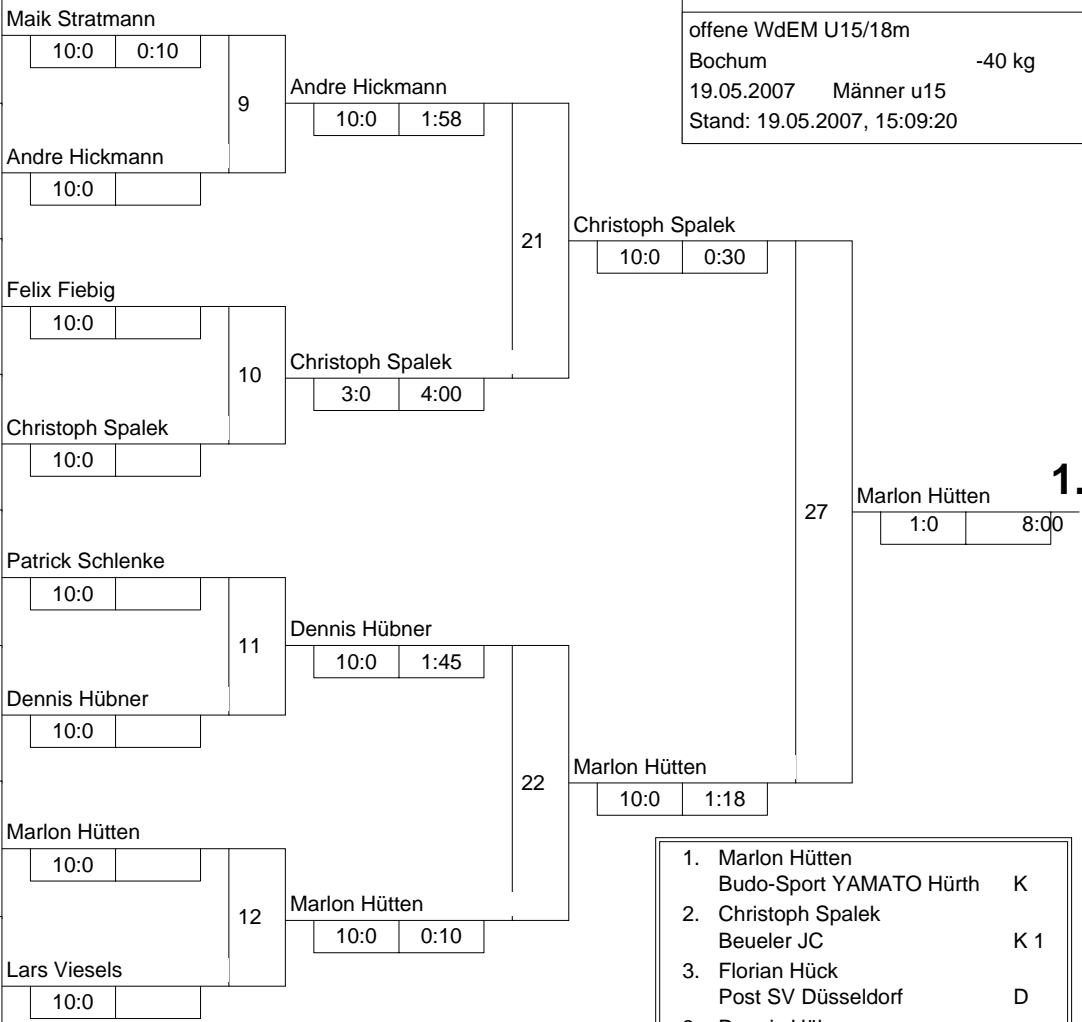 Maik Stratmann
10:0 0:10
9
Andre Hickmann
10:0
Andre Hickmann
10:0 1:58
Felix Fiebig
10:0
10
Christoph Spalek
10:0
Christoph Spalek
3:0 4:00
21
Christoph Spalek
10:0 0:30
Patrick Schlenke
10:0
11
Dennis Hübner
10:0
Dennis Hübner
10:0 1:45
Marlon Hütten
10:0
12
Lars Viesels
10:0
Marlon Hütten
10:0 0:10
22
Marlon Hütten
10:0 1:18
27
Marlon Hütten 1.
1:0 8:00
offene WdEM U15/18m
Bochum -40 kg
19.05.2007 Männer u15
Stand: 19.05.2007, 15:09:20
1. Marlon Hütten
Budo-Sport YAMATO Hürth K
2. Christoph Spalek
Beueler JC K 1
3. Florian Hück
Post SV Düsseldorf D